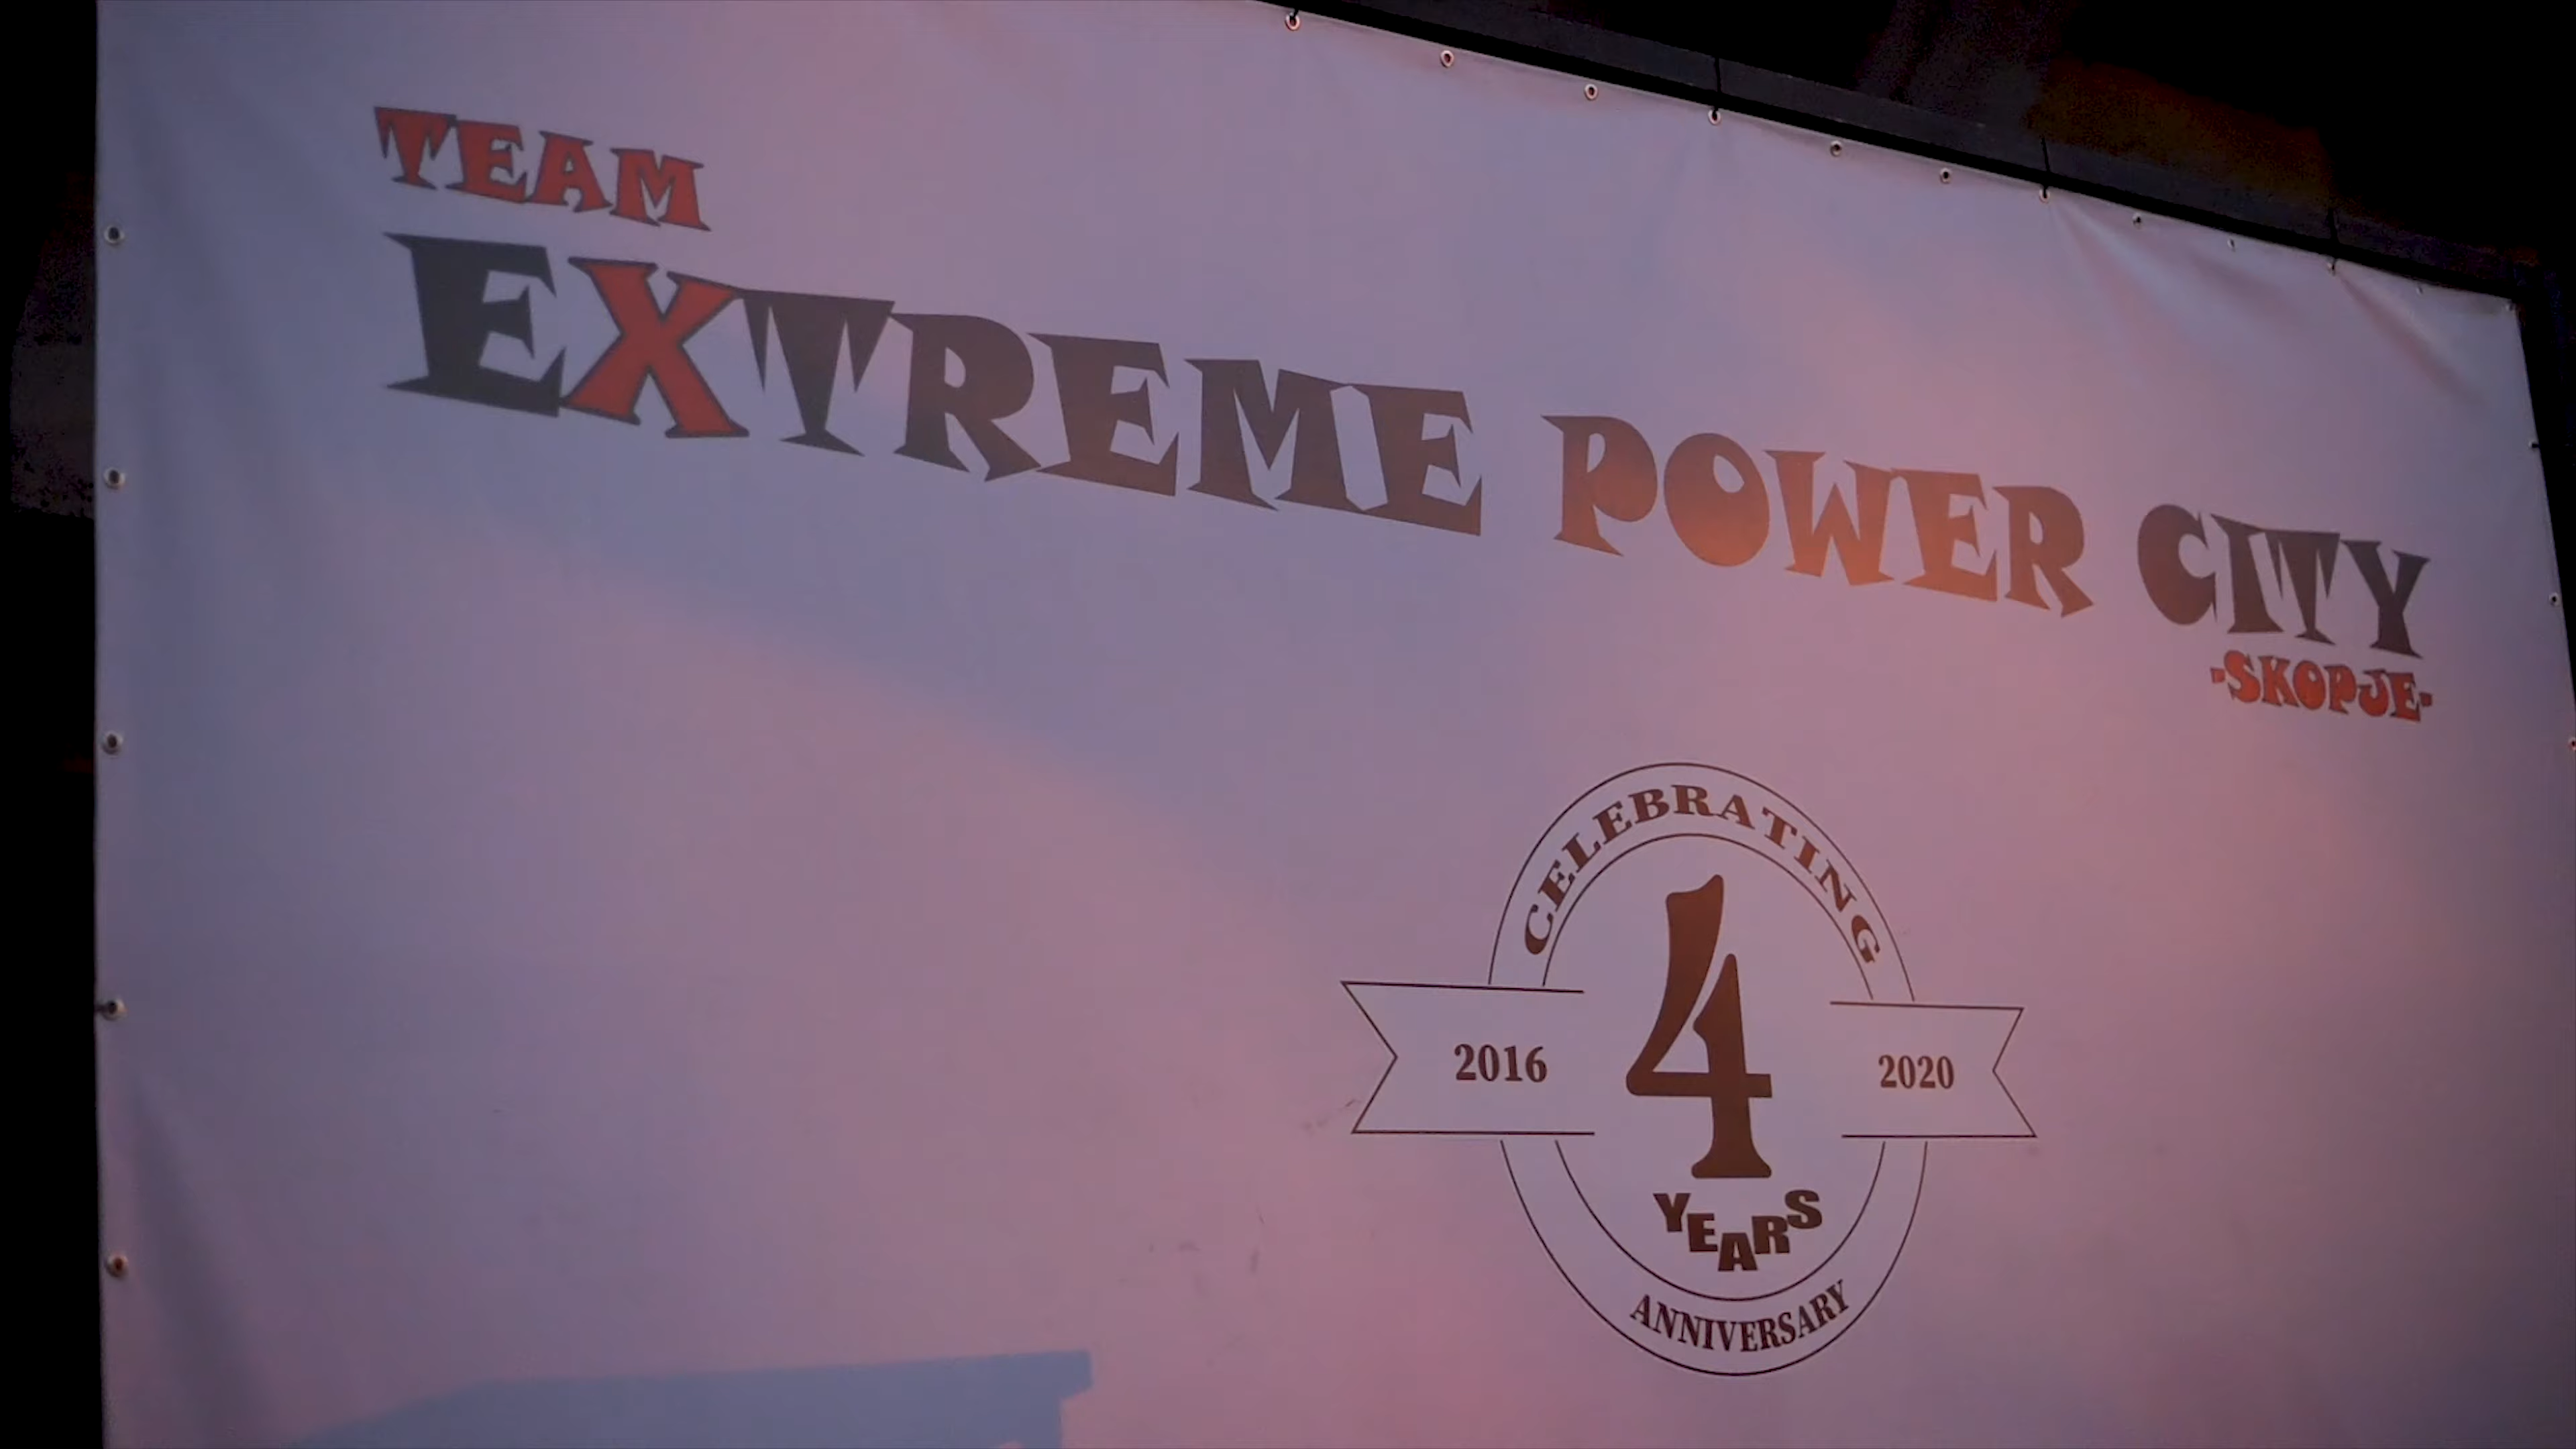 TEAM
EXTREME POWER CITY
-SKOPJE-
CELEBRATING
2016 4 2020
YEARS
ANNIVERSARY